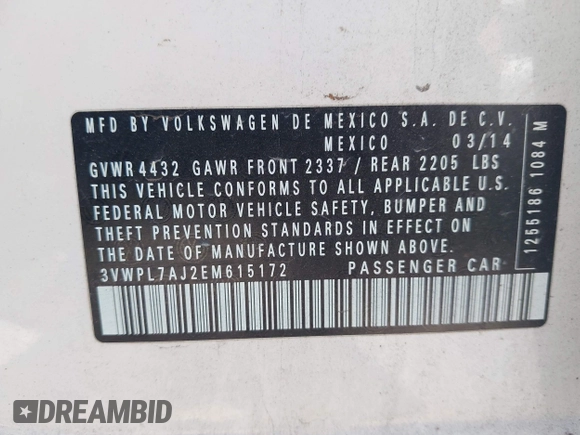 MFD BY VOLKSWAGEN DE MEXICO S.A. DE C.V.
MEXICO 03/14
GVWR 4432 GAWR FRONT 2337 / REAR 2205 LBS
THIS VEHICLE CONFORMS TO ALL APPLICABLE U.S.
FEDERAL MOTOR VEHICLE SAFETY, BUMPER AND
THEFT PREVENTION STANDARDS IN EFFECT ON
THE DATE OF MANUFACTURE SHOWN ABOVE.
3VWPL7AJ2EM615172 PASSENGER CAR
1255186 1084 M
DREAMBID